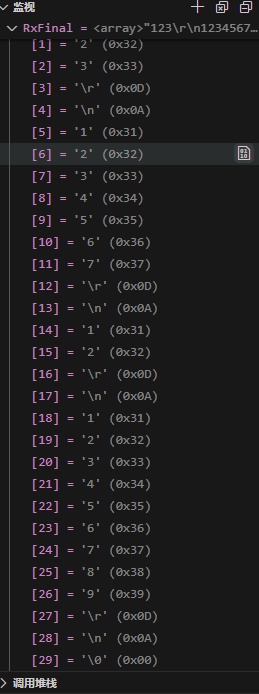 监视
RxFinal = <array>"123\r\n1234567...
[1] = '2' (0x32)
[2] = '3' (0x33)
[3] = '\r' (0x0D)
[4] = '\n' (0x0A)
[5] = '1' (0x31)
[6] = '2' (0x32)
[7] = '3' (0x33)
[8] = '4' (0x34)
[9] = '5' (0x35)
[10] = '6' (0x36)
[11] = '7' (0x37)
[12] = '\r' (0x0D)
[13] = '\n' (0x0A)
[14] = '1' (0x31)
[15] = '2' (0x32)
[16] = '\r' (0x0D)
[17] = '\n' (0x0A)
[18] = '1' (0x31)
[19] = '2' (0x32)
[20] = '3' (0x33)
[21] = '4' (0x34)
[22] = '5' (0x35)
[23] = '6' (0x36)
[24] = '7' (0x37)
[25] = '8' (0x38)
[26] = '9' (0x39)
[27] = '\r' (0x0D)
[28] = '\n' (0x0A)
[29] = '\0' (0x00)
调用堆栈